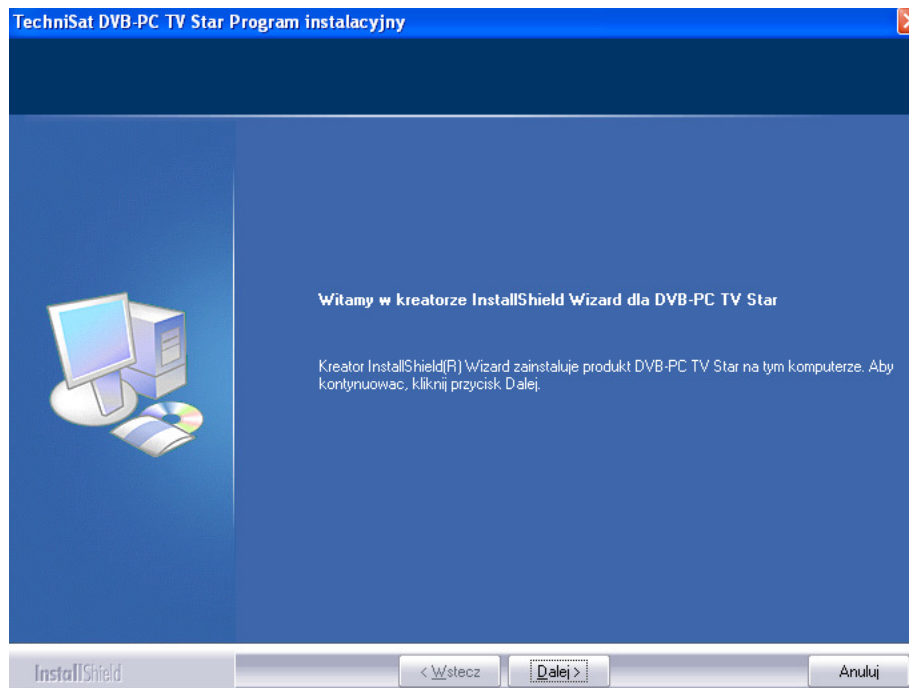 TechniSat DVB-PC TV Star Program instalacyjny
Witamy w kreatorze InstallShield Wizard dla DVB-PC TV Star
Kreator InstallShield(R) Wizard zainstaluje produkt DVB-PC TV Star na tym komputerze. Aby
kontynuowac, kliknij przycisk Dalej.
InstallShield
< Wstecz
Dalej >
Anuluj